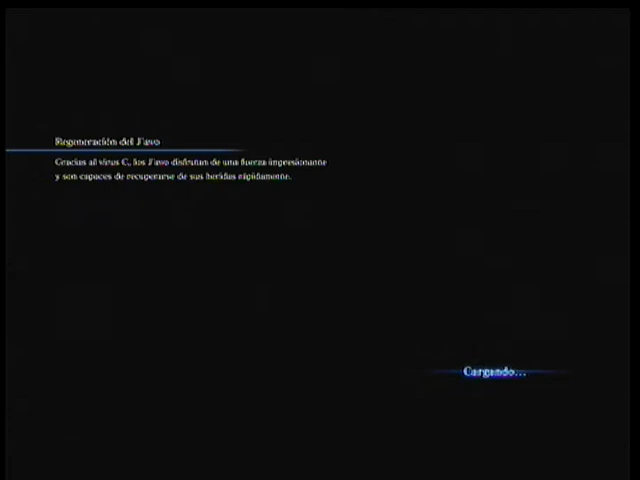 Regeneración del J'avo
Gracias al virus C, los J'avo disfrutan de una fuerza impresionante
y son capaces de recuperarse de sus heridas rápidamente.
Cargando...